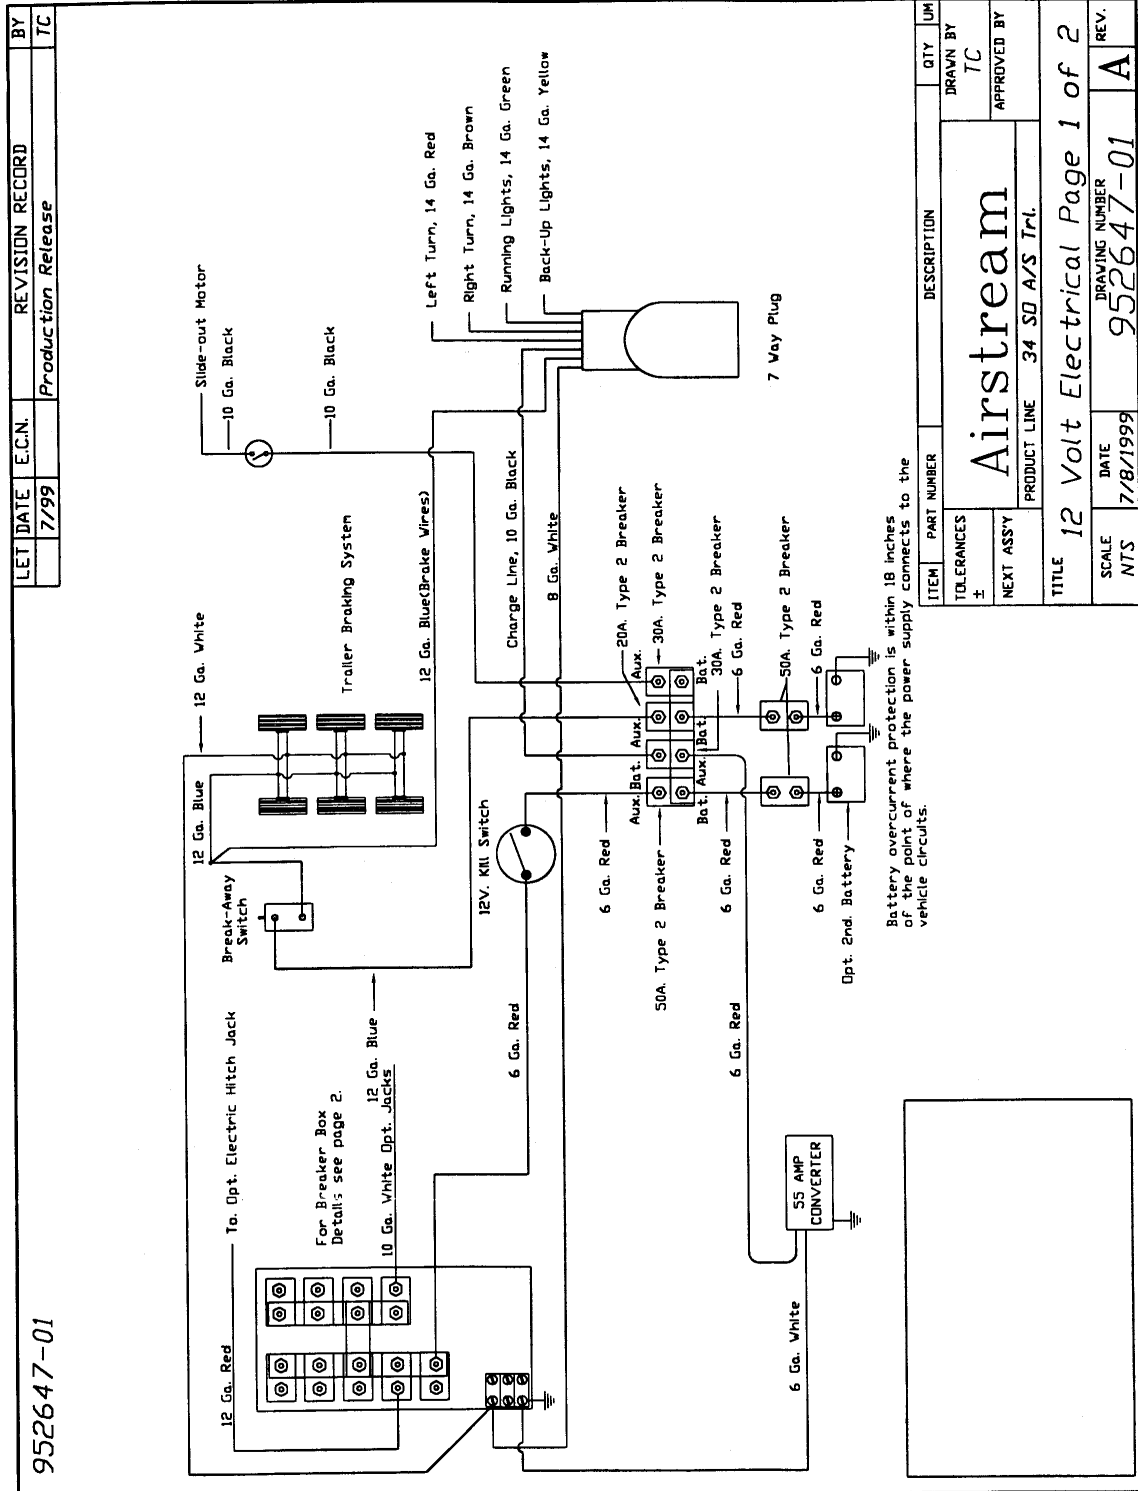 952647-01
LET DATE E.C.N. REVISION RECORD BY
7/99 Production Release TC
12 Ga. Red
To. Opt. Electric Hitch Jack
For Breaker Box
Details see page 2.
10 Ga. White Opt. Jacks
12 Ga. Blue
Break-Away
Switch
12 Ga. Blue
12 Ga. White
Trailer Braking System
Slide-out Motor
10 Ga. Black
10 Ga. Black
12 Ga. Blue(Brake Wires)
Left Turn, 14 Ga. Red
Right Turn, 14 Ga. Brown
Running Lights, 14 Ga. Green
Back-Up Lights, 14 Ga. Yellow
7 Way Plug
Charge Line, 10 Ga. Black
8 Ga. White
12V. Kill Switch
6 Ga. Red
6 Ga. Red
20A. Type 2 Breaker
30A. Type 2 Breaker
Aux. Bat. Aux. Aux.
Bat. Aux. Bat. Bat.
30A. Type 2 Breaker
50A. Type 2 Breaker
6 Ga. Red
6 Ga. Red
6 Ga. Red
50A. Type 2 Breaker
6 Ga. Red
6 Ga. Red
Opt. 2nd. Battery
55 AMP
CONVERTER
6 Ga. White
Battery overcurrent protection is within 18 inches
of the point of where the power supply connects to the
vehicle circuits.
ITEM PART NUMBER DESCRIPTION QTY UM
TOLERANCES
±
NEXT ASS'Y
Airstream
PRODUCT LINE 34 SO A/S Trl.
DRAWN BY
TC
APPROVED BY
TITLE
12 Volt Electrical Page 1 of 2
SCALE
NTS
DATE
7/8/1999
DRAWING NUMBER
952647-01
REV.
A